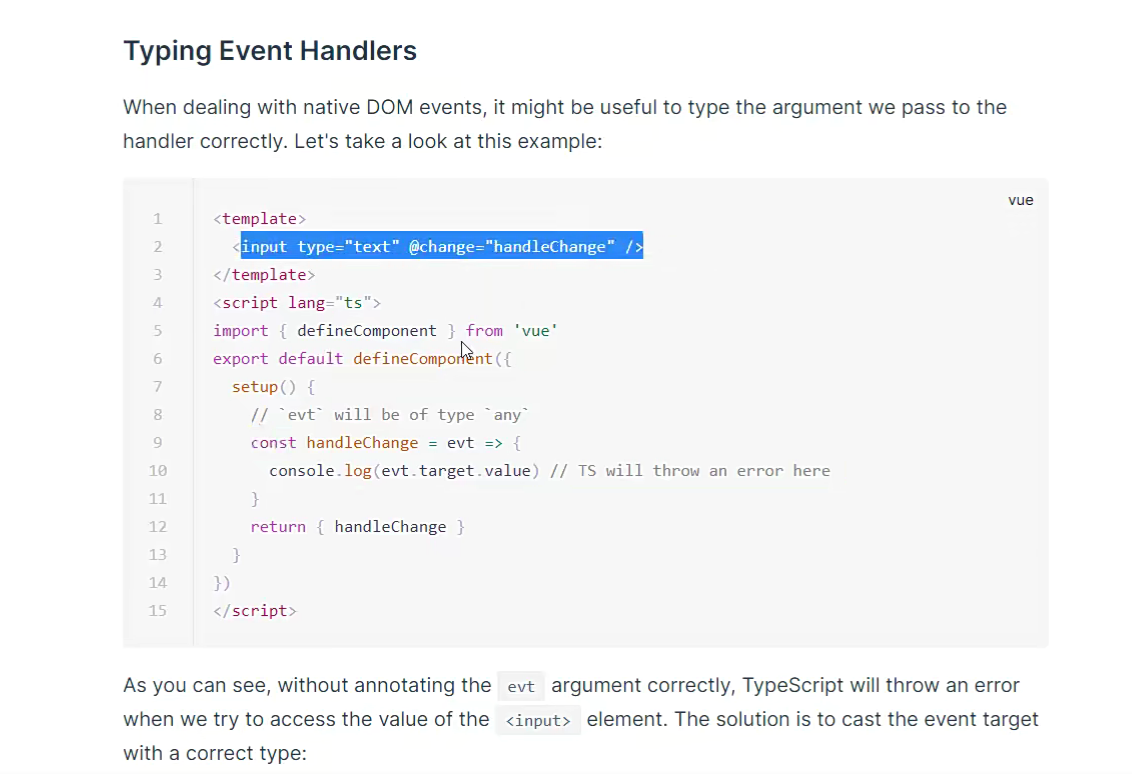 Typing Event Handlers
When dealing with native DOM events, it might be useful to type the argument we pass to the
handler correctly. Let's take a look at this example:
vue
1 <template>
2   <input type="text" @change="handleChange" />
3 </template>
4 <script lang="ts">
5 import { defineComponent } from 'vue'
6 export default defineComponent({
7   setup() {
8     // `evt` will be of type `any`
9     const handleChange = evt => {
10       console.log(evt.target.value) // TS will throw an error here
11     }
12     return { handleChange }
13   }
14 })
15 </script>
As you can see, without annotating the evt argument correctly, TypeScript will throw an error
when we try to access the value of the <input> element. The solution is to cast the event target
with a correct type: